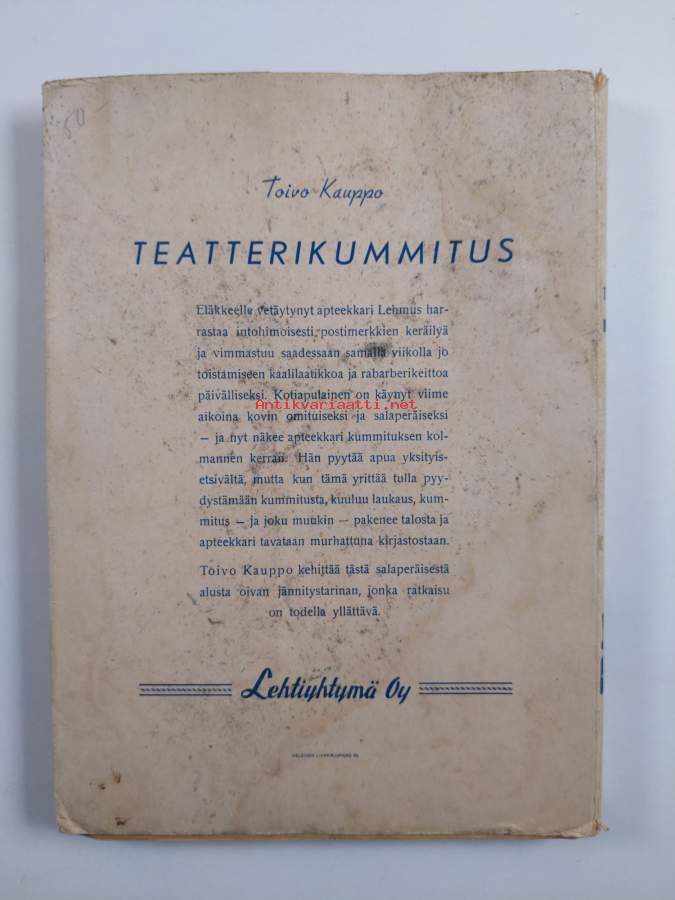 50
Toivo Kauppo
TEATTERIKUMMITUS
Eläkkeelle vetäytynyt apteekkari Lehmus har-
rastaa intohimoisesti postimerkkien keräilyä
ja vimmastuu saadessaan samalla viikolla jo
toistamiseen kaalilaatikkoa ja rabarberikeittoa
päivälliseksi. Kotiapulainen on käynyt viime
Antikvariaatti.net
aikoina kovin omituiseksi ja salaperäiseksi
— ja nyt näkee apteekkari kummituksen kol-
mannen kerran. Hän pyytää apua yksityis-
etsivältä, mutta kun tämä yrittää tulla pyy-
dystämään kummitusta, kuuluu laukaus, kum-
mitus — ja joku muukin — pakenee talosta ja
apteekkari tavataan murhattuna kirjastostaan.
Toivo Kauppo kehittää tästä salaperäisestä
alusta oivan jännitystarinan, jonka ratkaisu
on todella yllättävä.
Lehtiyhtymä Oy